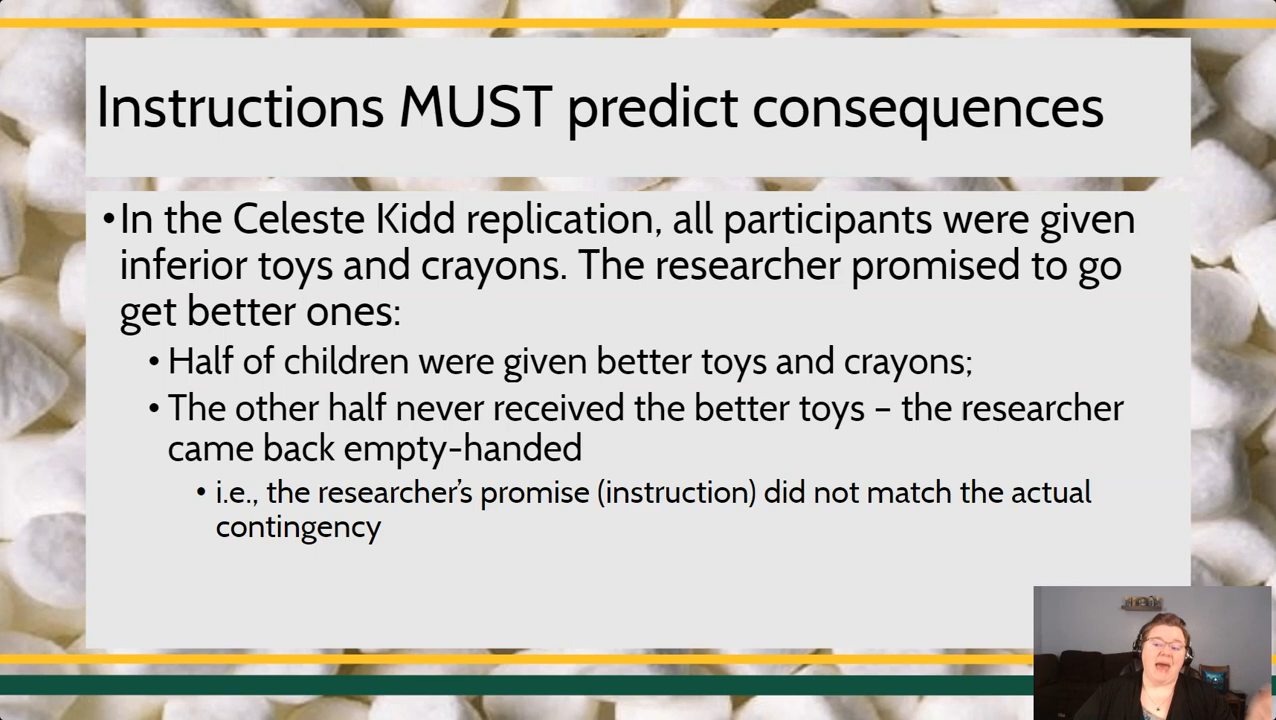 Instructions MUST predict consequences
•In the Celeste Kidd replication, all participants were given
inferior toys and crayons. The researcher promised to go
get better ones:
• Half of children were given better toys and crayons;
• The other half never received the better toys – the researcher
came back empty-handed
• i.e., the researcher’s promise (instruction) did not match the actual
contingency